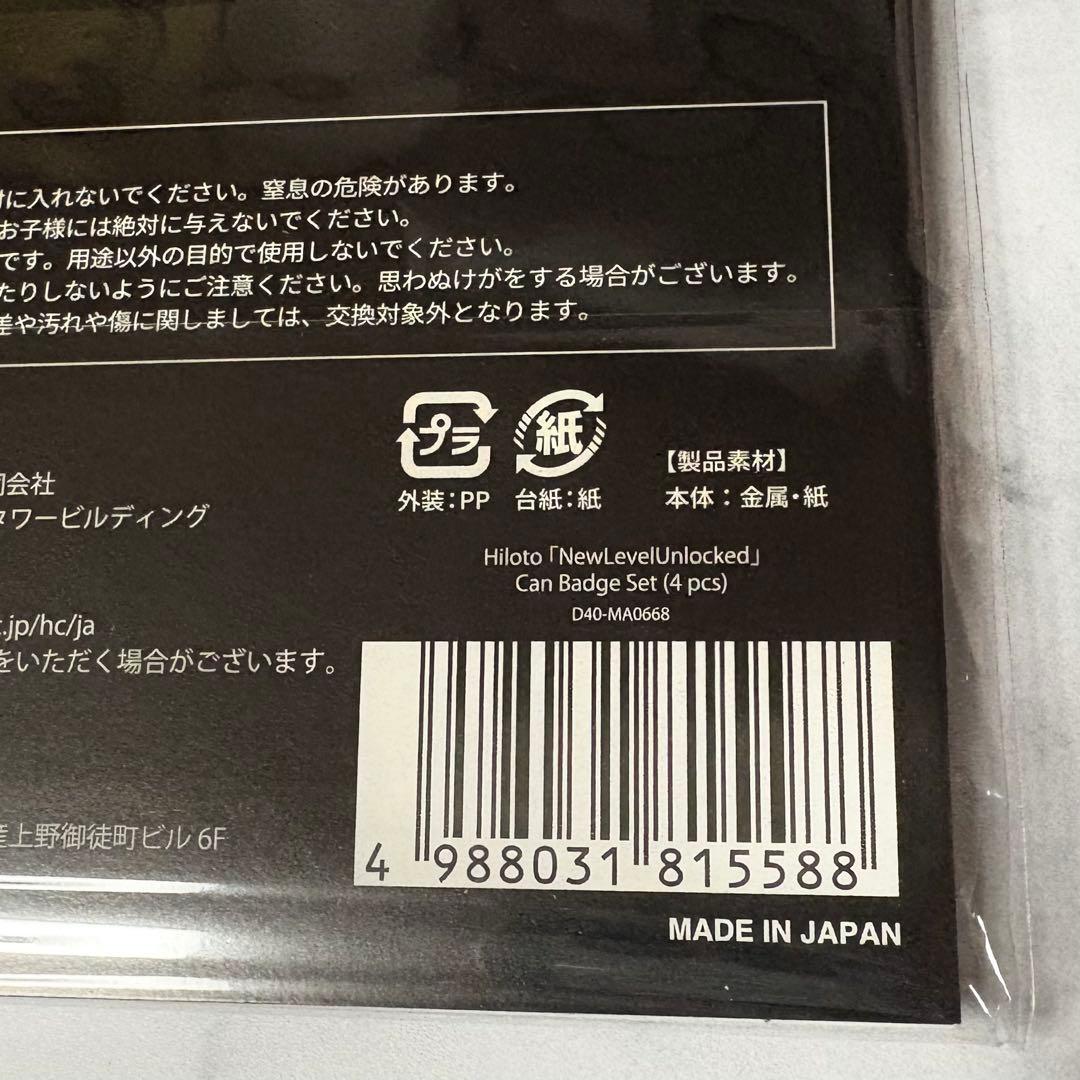 に入れないでください。窒息の危険があります。
お子様には絶対に与えないでください。
です。用途以外の目的で使用しないでください。
たりしないようにご注意ください。思わぬけがをする場合がございます。
差や汚れや傷に関しましては、交換対象外となります。
プラ
紙
外装：PP
台紙：紙
【製品素材】
本体：金属・紙
会社
タワービルディング
Hiloto「NewLevelUnlocked」
Can Badge Set (4 pcs)
D40-MA0668
.jp/hc/ja
をいただく場合がございます。
上野御徒町ビル 6F
4 988031 815588
MADE IN JAPAN